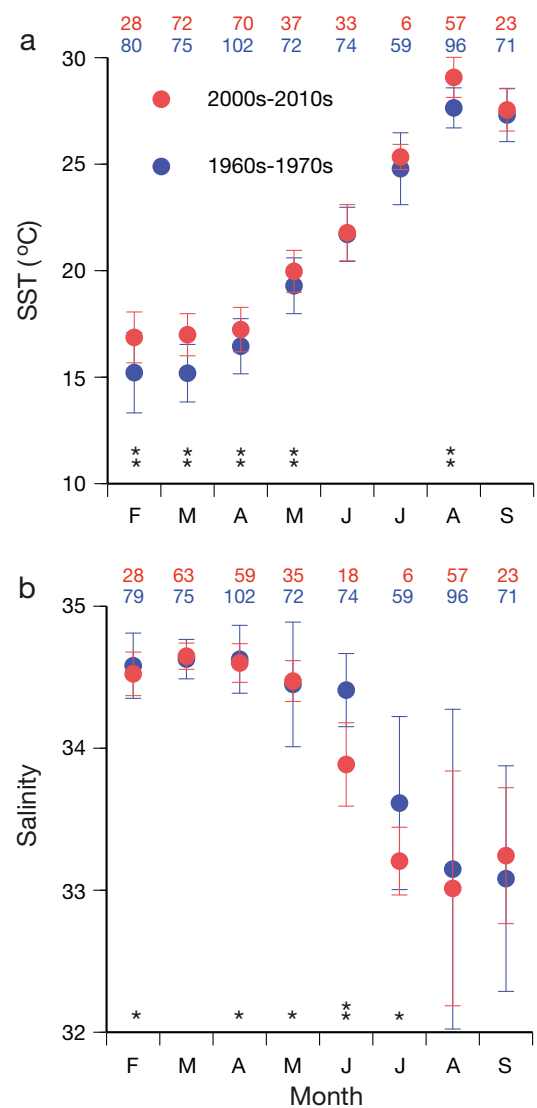 a
28 72 70 37 33 6 57 23
80 75 102 72 74 59 96 71
30
2000s-2010s
1960s-1970s
25
20
15
10
SST (°C)
* * * * *
* * * * *
F M A M J J A S
b
28 63 59 35 18 6 57 23
79 75 102 72 74 59 96 71
35
34
33
32
Salinity
*
* * * * *
F M A M J J A S
Month